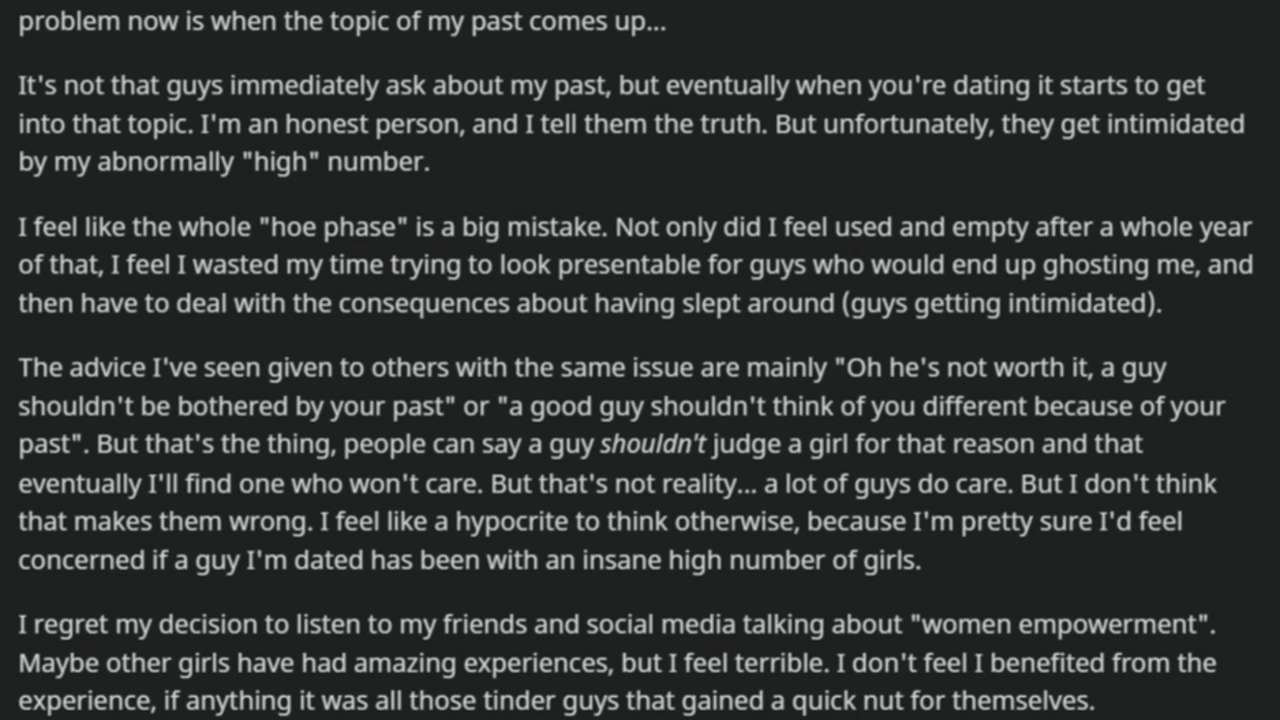 problem now is when the topic of my past comes up...
It's not that guys immediately ask about my past, but eventually when you're dating it starts to get
into that topic. I'm an honest person, and I tell them the truth. But unfortunately, they get intimidated
by my abnormally "high" number.
I feel like the whole "hoe phase" is a big mistake. Not only did I feel used and empty after a whole year
of that, I feel I wasted my time trying to look presentable for guys who would end up ghosting me, and
then have to deal with the consequences about having slept around (guys getting intimidated).
The advice I've seen given to others with the same issue are mainly "Oh he's not worth it, a guy
shouldn't be bothered by your past" or "a good guy shouldn't think of you different because of your
past". But that's the thing, people can say a guy shouldn't judge a girl for that reason and that
eventually I'll find one who won't care. But that's not reality... a lot of guys do care. But I don't think
that makes them wrong. I feel like a hypocrite to think otherwise, because I'm pretty sure I'd feel
concerned if a guy I'm dated has been with an insane high number of girls.
I regret my decision to listen to my friends and social media talking about "women empowerment".
Maybe other girls have had amazing experiences, but I feel terrible. I don't feel I benefited from the
experience, if anything it was all those tinder guys that gained a quick nut for themselves.